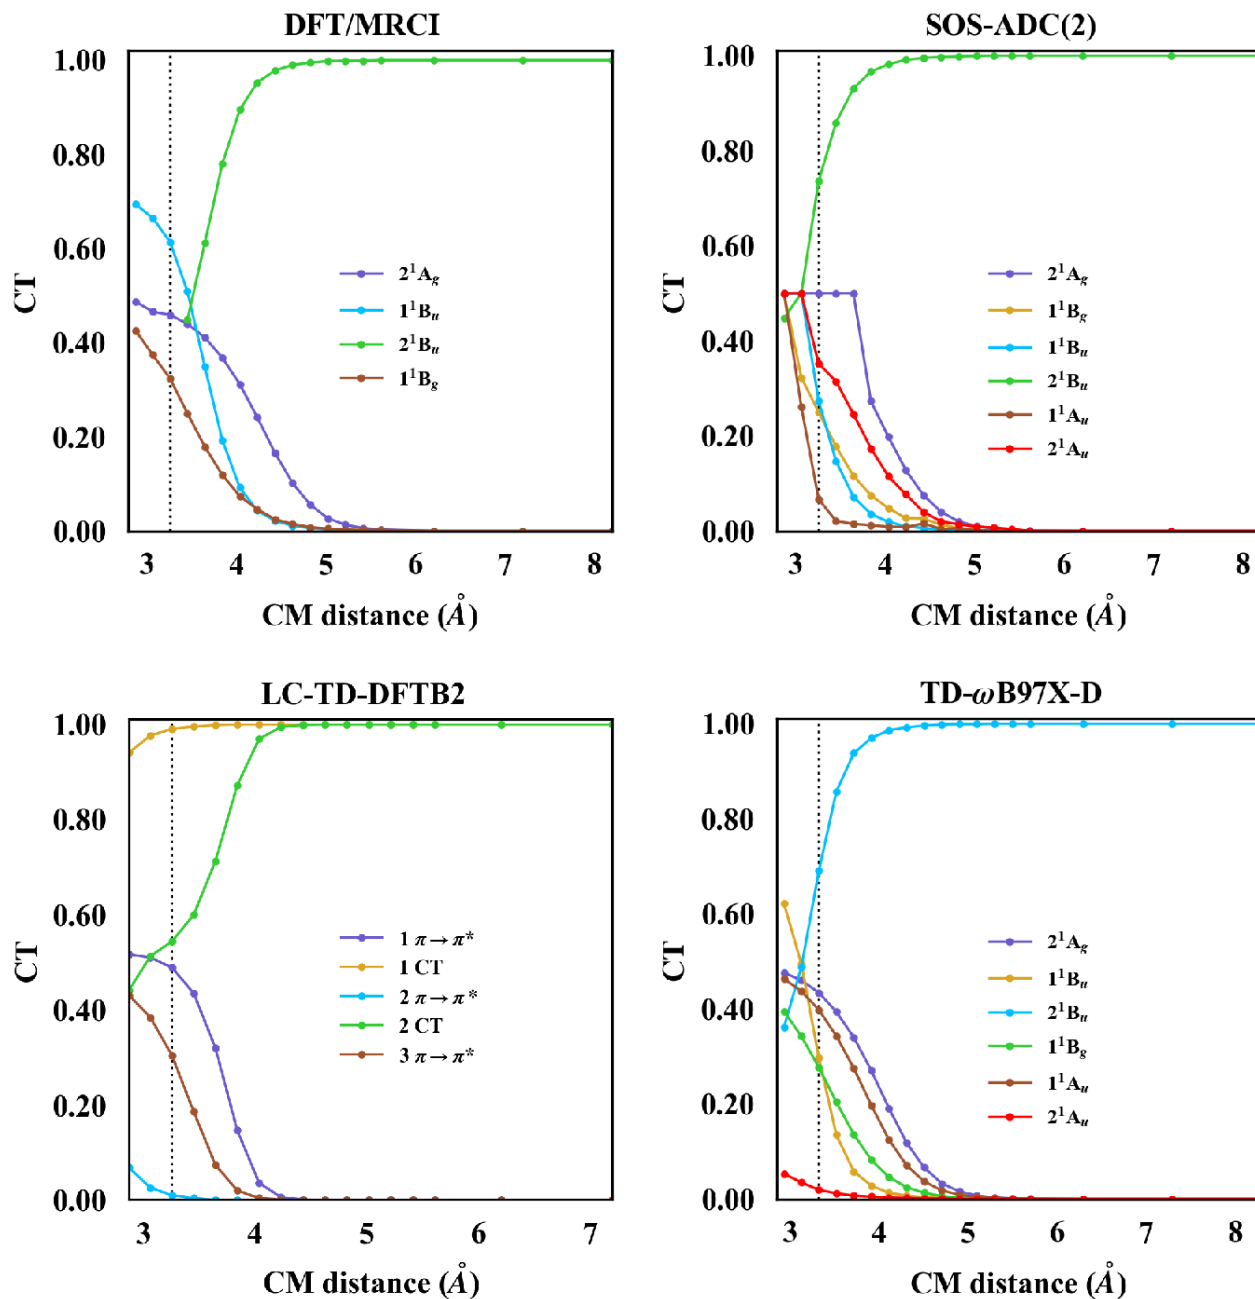 DFT/MRCI
1.00
0.80
0.60
0.40
0.20
0.00
CT
2¹A_g
1¹B_u
2¹B_u
1¹B_g
3 4 5 6 7 8
CM distance (Å)
SOS-ADC(2)
1.00
0.80
0.60
0.40
0.20
0.00
CT
2¹A_g
1¹B_g
1¹B_u
2¹B_u
1¹A_u
2¹A_u
3 4 5 6 7 8
CM distance (Å)
LC-TD-DFTB2
1.00
0.80
0.60
0.40
0.20
0.00
CT
1 π→π*
1 CT
2 π→π*
2 CT
3 π→π*
3 4 5 6 7
CM distance (Å)
TD-ωB97X-D
1.00
0.80
0.60
0.40
0.20
0.00
CT
2¹A_g
1¹B_u
2¹B_u
1¹B_g
1¹A_u
2¹A_u
3 4 5 6 7 8
CM distance (Å)